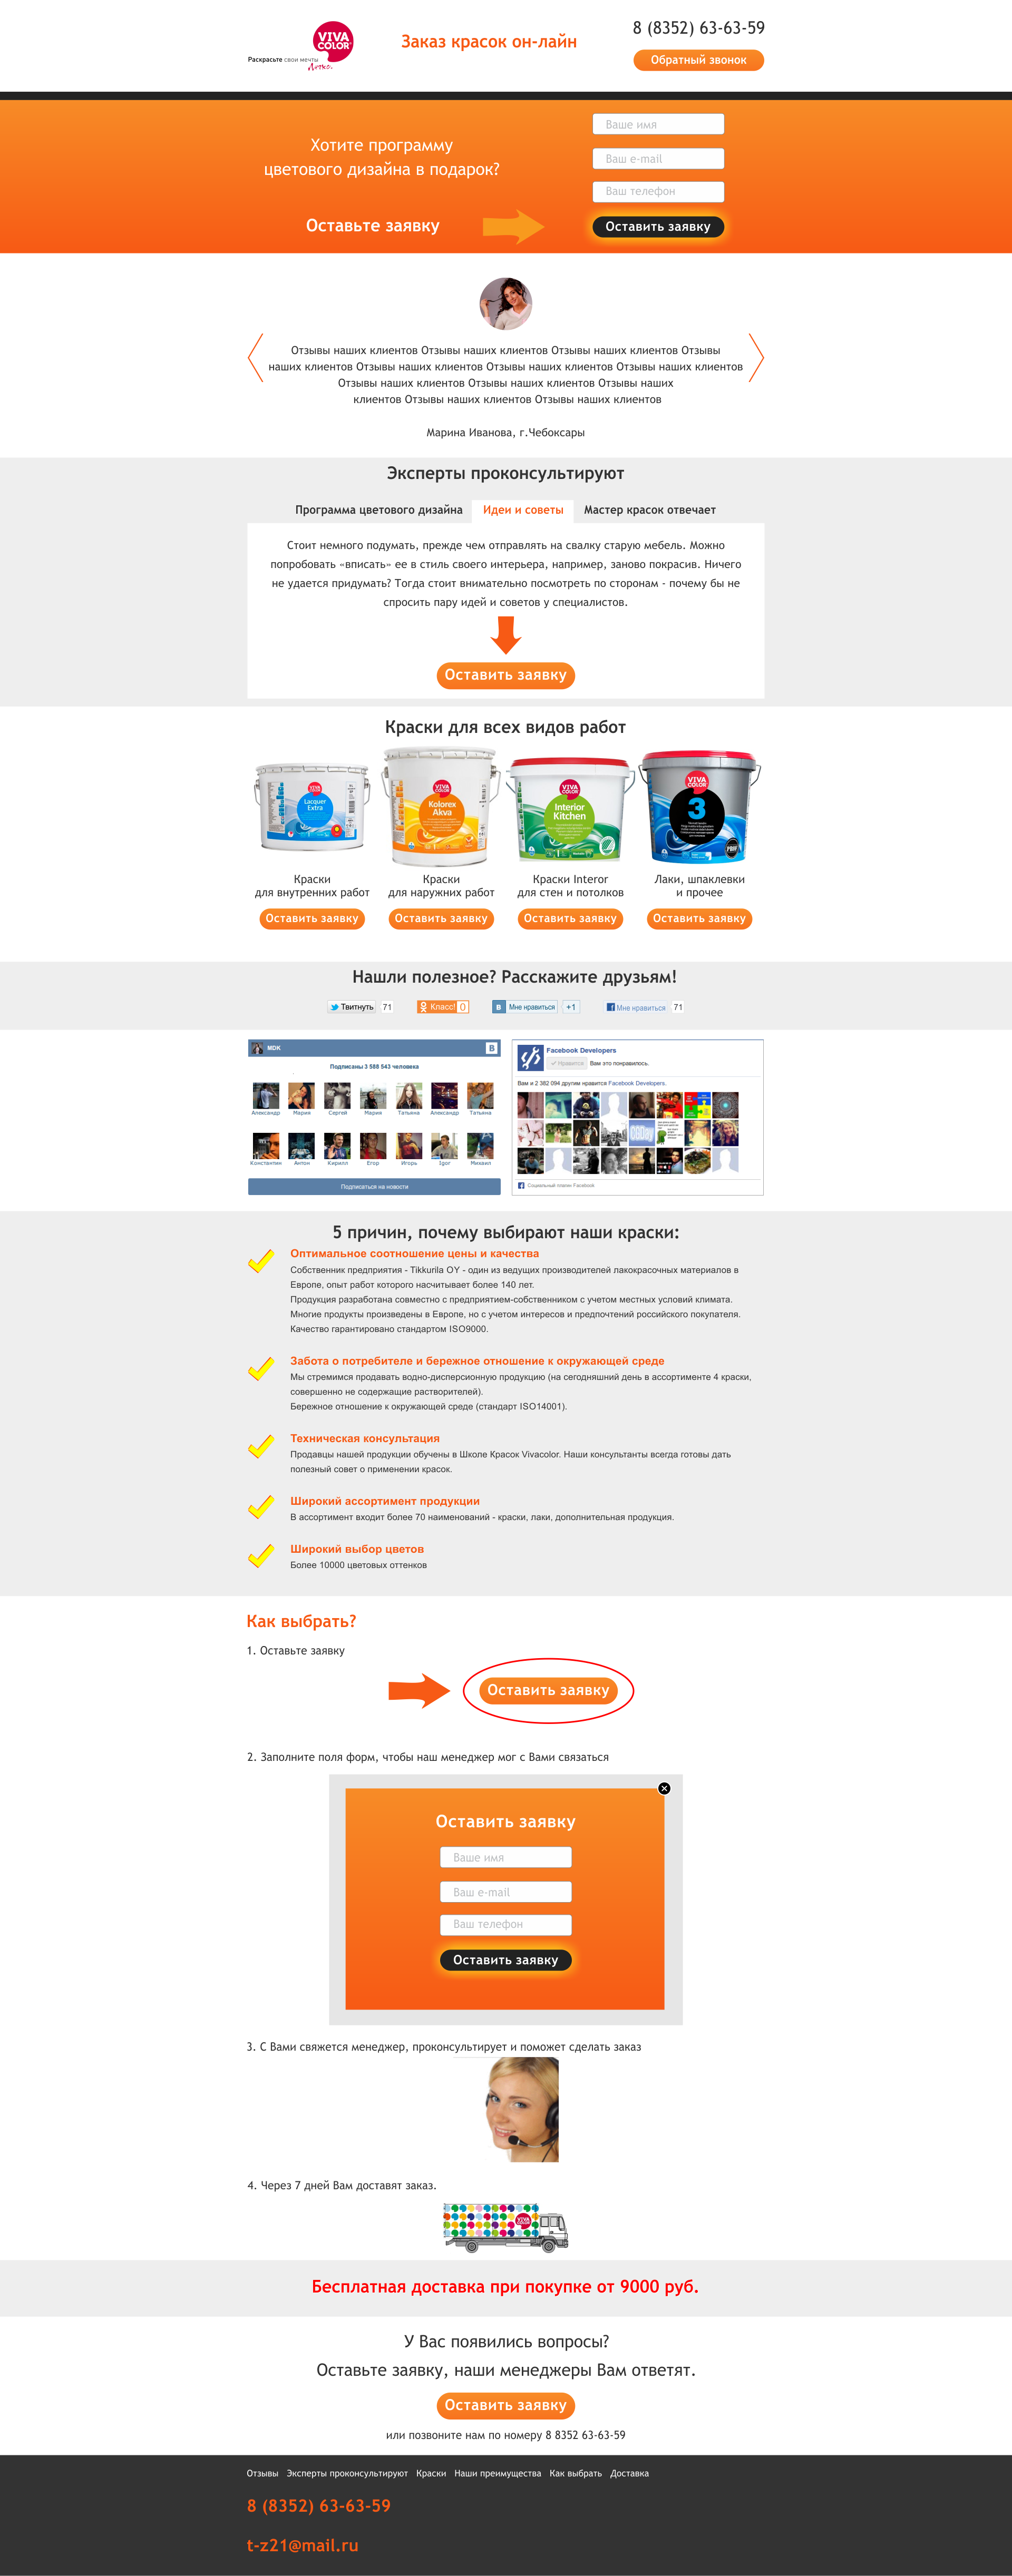 VIVA
COLOR
Раскрасьте свои мечты
Легко.
Заказ красок он-лайн
8 (8352) 63-63-59
Обратный звонок
Хотите программу
цветового дизайна в подарок?
Оставьте заявку
Ваше имя
Ваш e-mail
Ваш телефон
Оставить заявку
Отзывы наших клиентов Отзывы наших клиентов Отзывы наших клиентов Отзывы
наших клиентов Отзывы наших клиентов Отзывы наших клиентов Отзывы наших клиентов
Отзывы наших клиентов Отзывы наших клиентов Отзывы наших
клиентов Отзывы наших клиентов Отзывы наших клиентов
Марина Иванова, г.Чебоксары
Эксперты проконсультируют
Программа цветового дизайна Идеи и советы Мастер красок отвечает
Стоит немного подумать, прежде чем отправлять на свалку старую мебель. Можно
попробовать «вписать» ее в стиль своего интерьера, например, заново покрасив. Ничего
не удается придумать? Тогда стоит внимательно посмотреть по сторонам - почему бы не
спросить пару идей и советов у специалистов.
Оставить заявку
Краски для всех видов работ
VIVA COLOR
Lacquer
Extra
VIVA COLOR
Kolorex
Akva
VIVA COLOR
Interior
Kitchen
VIVA COLOR
3
Краски
для внутренних работ
Краски
для наружних работ
Краски Interor
для стен и потолков
Лаки, шпаклевки
и прочее
Оставить заявку Оставить заявку Оставить заявку Оставить заявку
Нашли полезное? Расскажите друзьям!
Твитнуть 71 Класс! 0 В Мне нравиться +1 Мне нравиться 71
MDK B
Подписаны 3 588 543 человека
Александр Мария Сергей Мария Татьяна Александр Татьяна
Константин Антон Кирилл Егор Игорь Igor Михаил
Подписаться на новости
Facebook Developers
Нравится Вам это понравилось.
Вам и 2 382 094 другим нравится Facebook Developers.
Социальный плагин Facebook
5 причин, почему выбирают наши краски:
Оптимальное соотношение цены и качества
Собственник предприятия - Tikkurila OY - один из ведущих производителей лакокрасочных материалов в
Европе, опыт работ которого насчитывает более 140 лет.
Продукция разработана совместно с предприятием-собственником с учетом местных условий климата.
Многие продукты произведены в Европе, но с учетом интересов и предпочтений российского покупателя.
Качество гарантировано стандартом ISO9000.
Забота о потребителе и бережное отношение к окружающей среде
Мы стремимся продавать водно-дисперсионную продукцию (на сегодняшний день в ассортименте 4 краски,
совершенно не содержащие растворителей).
Бережное отношение к окружающей среде (стандарт ISO14001).
Техническая консультация
Продавцы нашей продукции обучены в Школе Красок Vivacolor. Наши консультанты всегда готовы дать
полезный совет о применении красок.
Широкий ассортимент продукции
В ассортимент входит более 70 наименований - краски, лаки, дополнительная продукция.
Широкий выбор цветов
Более 10000 цветовых оттенков
Как выбрать?
1. Оставьте заявку
Оставить заявку
2. Заполните поля форм, чтобы наш менеджер мог с Вами связаться
Оставить заявку
Ваше имя
Ваш e-mail
Ваш телефон
Оставить заявку
3. С Вами свяжется менеджер, проконсультирует и поможет сделать заказ
4. Через 7 дней Вам доставят заказ.
VIVA COLOR
Бесплатная доставка при покупке от 9000 руб.
У Вас появились вопросы?
Оставьте заявку, наши менеджеры Вам ответят.
Оставить заявку
или позвоните нам по номеру 8 8352 63-63-59
Отзывы Эксперты проконсультируют Краски Наши преимущества Как выбрать Доставка
8 (8352) 63-63-59
t-z21@mail.ru